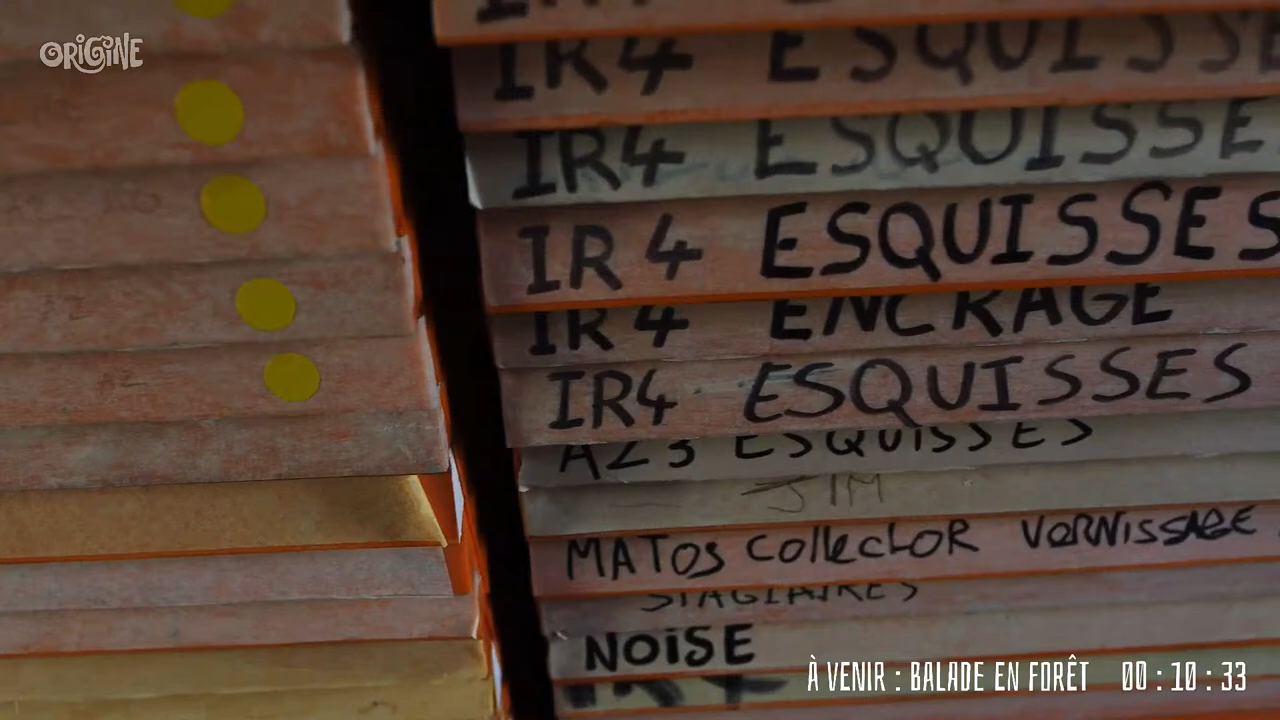 ORIGINE
IR4 ESQUISSE
IR4 ESQUISSE
IR4 ESQUISSES
IR4 ENCRAGE
IR4 ESQUISSES
AZ3 ESQUISSES
JIM
MATOS COLLECTOR VERNISSAGE
STAGIAIRES
NOiSE
À VENIR : BALADE EN FORÊT 00 : 10 : 33